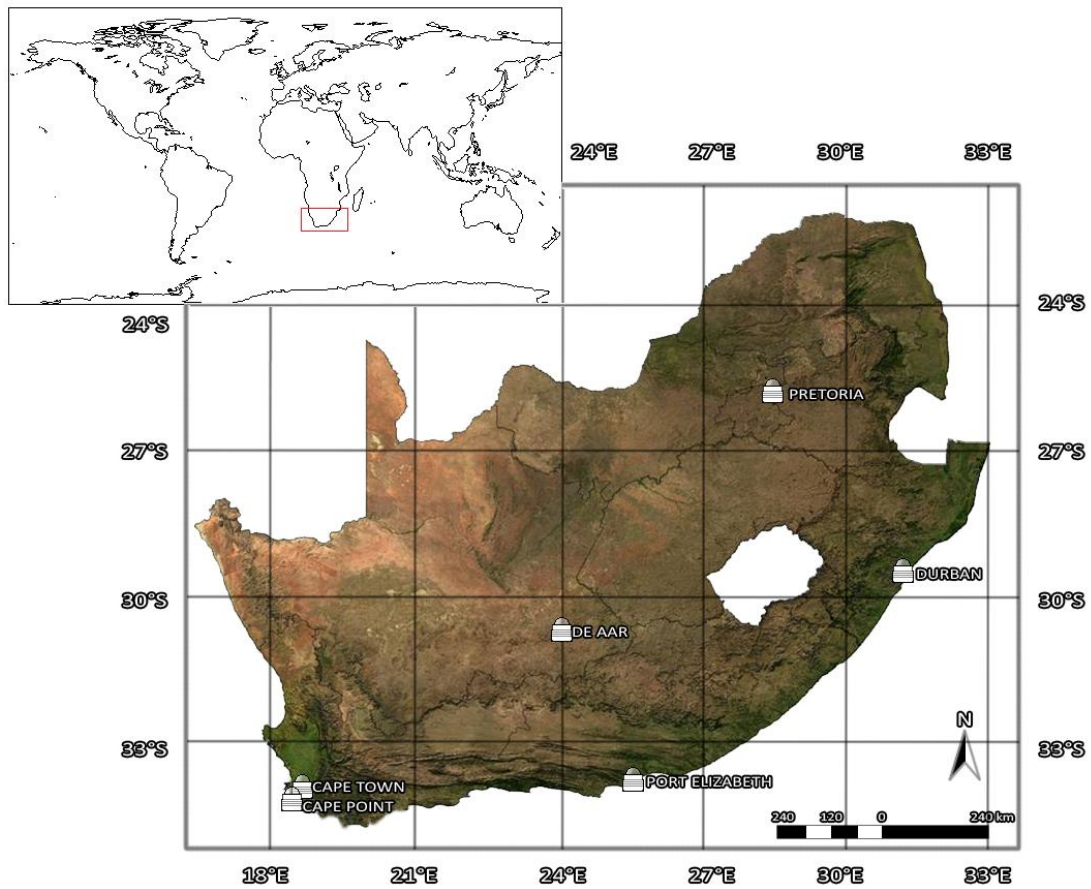 24°E 27°E 30°E 33°E
24°S 24°S
PRETORIA
27°S 27°S
DURBAN
30°S 30°S
DE AAR
N
33°S 33°S
PORT ELIZABETH
CAPE TOWN
CAPE POINT
240 120 0 240 km
18°E 21°E 24°E 27°E 30°E 33°E